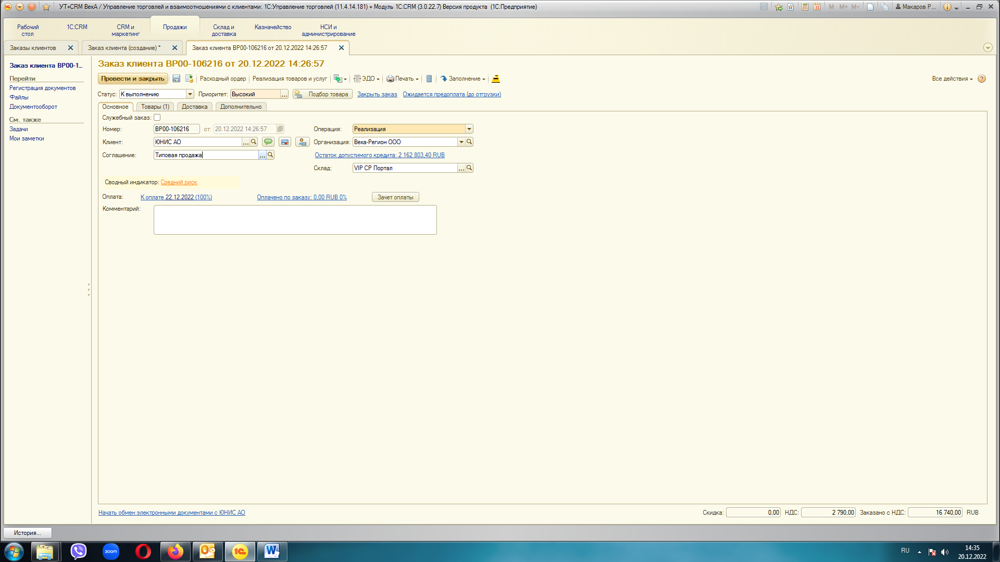 УТ+CRM ВехА / Управление торговлей и взаимоотношениями с клиентами: 1С:Управление торговлей (11.4.14.181) + Модуль 1С:CRM (3.0.22.7) Версия продукта (1С:Предприятие)
M M+ M- Макаров Р...
Рабочий стол
1С:CRM
CRM и маркетинг
Продажи
Склад и доставка
Казначейство
НСИ и администрирование
Заказы клиентов
Заказ клиента (создание) *
Заказ клиента ВР00-106216 от 20.12.2022 14:26:57
Заказ клиента ВР00-1...
Перейти
Регистрация документов
Файлы
Документооборот
См. также
Задачи
Мои заметки
Заказ клиента ВР00-106216 от 20.12.2022 14:26:57
Провести и закрыть Расходный ордер Реализация товаров и услуг ЭДО Печать Заполнение Все действия
Статус: К выполнению Приоритет: Высокий ... Подбор товара Закрыть заказ Ожидается предоплата (до отгрузки)
Основное Товары (1) Доставка Дополнительно
Служебный заказ:
Номер: ВР00-106216 от: 20.12.2022 14:26:57 Операция: Реализация
Клиент: ЮНИС АО ... Организация: Веха-Регион ООО
Соглашение: Типовая продажа ... Остаток допустимого кредита: 2 162 803,40 RUB
Склад: VIP СР Портал ...
Сводный индикатор: Средний риск
Оплата: К оплате 22.12.2022 (100%) Оплачено по заказу: 0,00 RUB 0% Зачет оплаты
Комментарий:
Начать обмен электронными документами с ЮНИС АО
Скидка: 0,00 НДС: 2 790,00 Заказано с НДС: 16 740,00 RUB
История...
zoom
1С
W
RU
14:35
20.12.2022